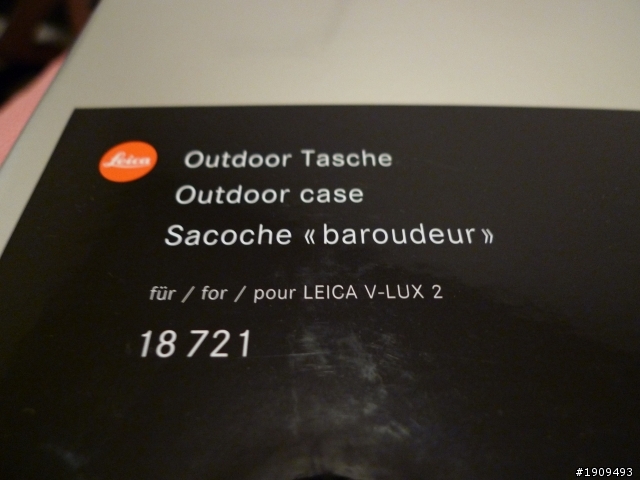 Leica
Outdoor Tasche
Outdoor case
Sacoche « baroudeur »
für / for / pour LEICA V-LUX 2
18 721
#1909493